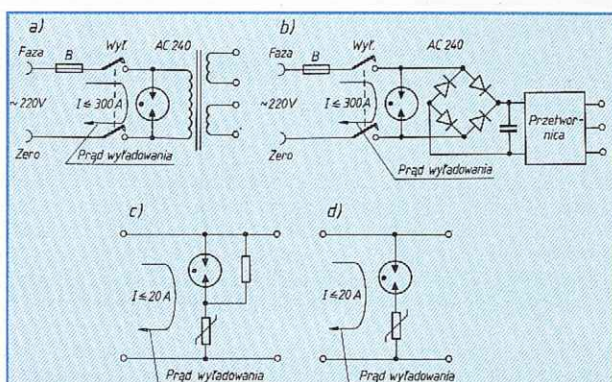 a)
Faza
B
Wył.
AC 240
~220V
I ≤ 300 A
Zero
Prąd wyładowania
b)
Faza
B
Wył.
AC 240
~220V
I ≤ 300 A
Zero
Prąd wyładowania
Przetwor-
nica
c)
I ≤ 20 A
Prąd wyładowania
d)
I ≤ 20 A
Prąd wyładowania